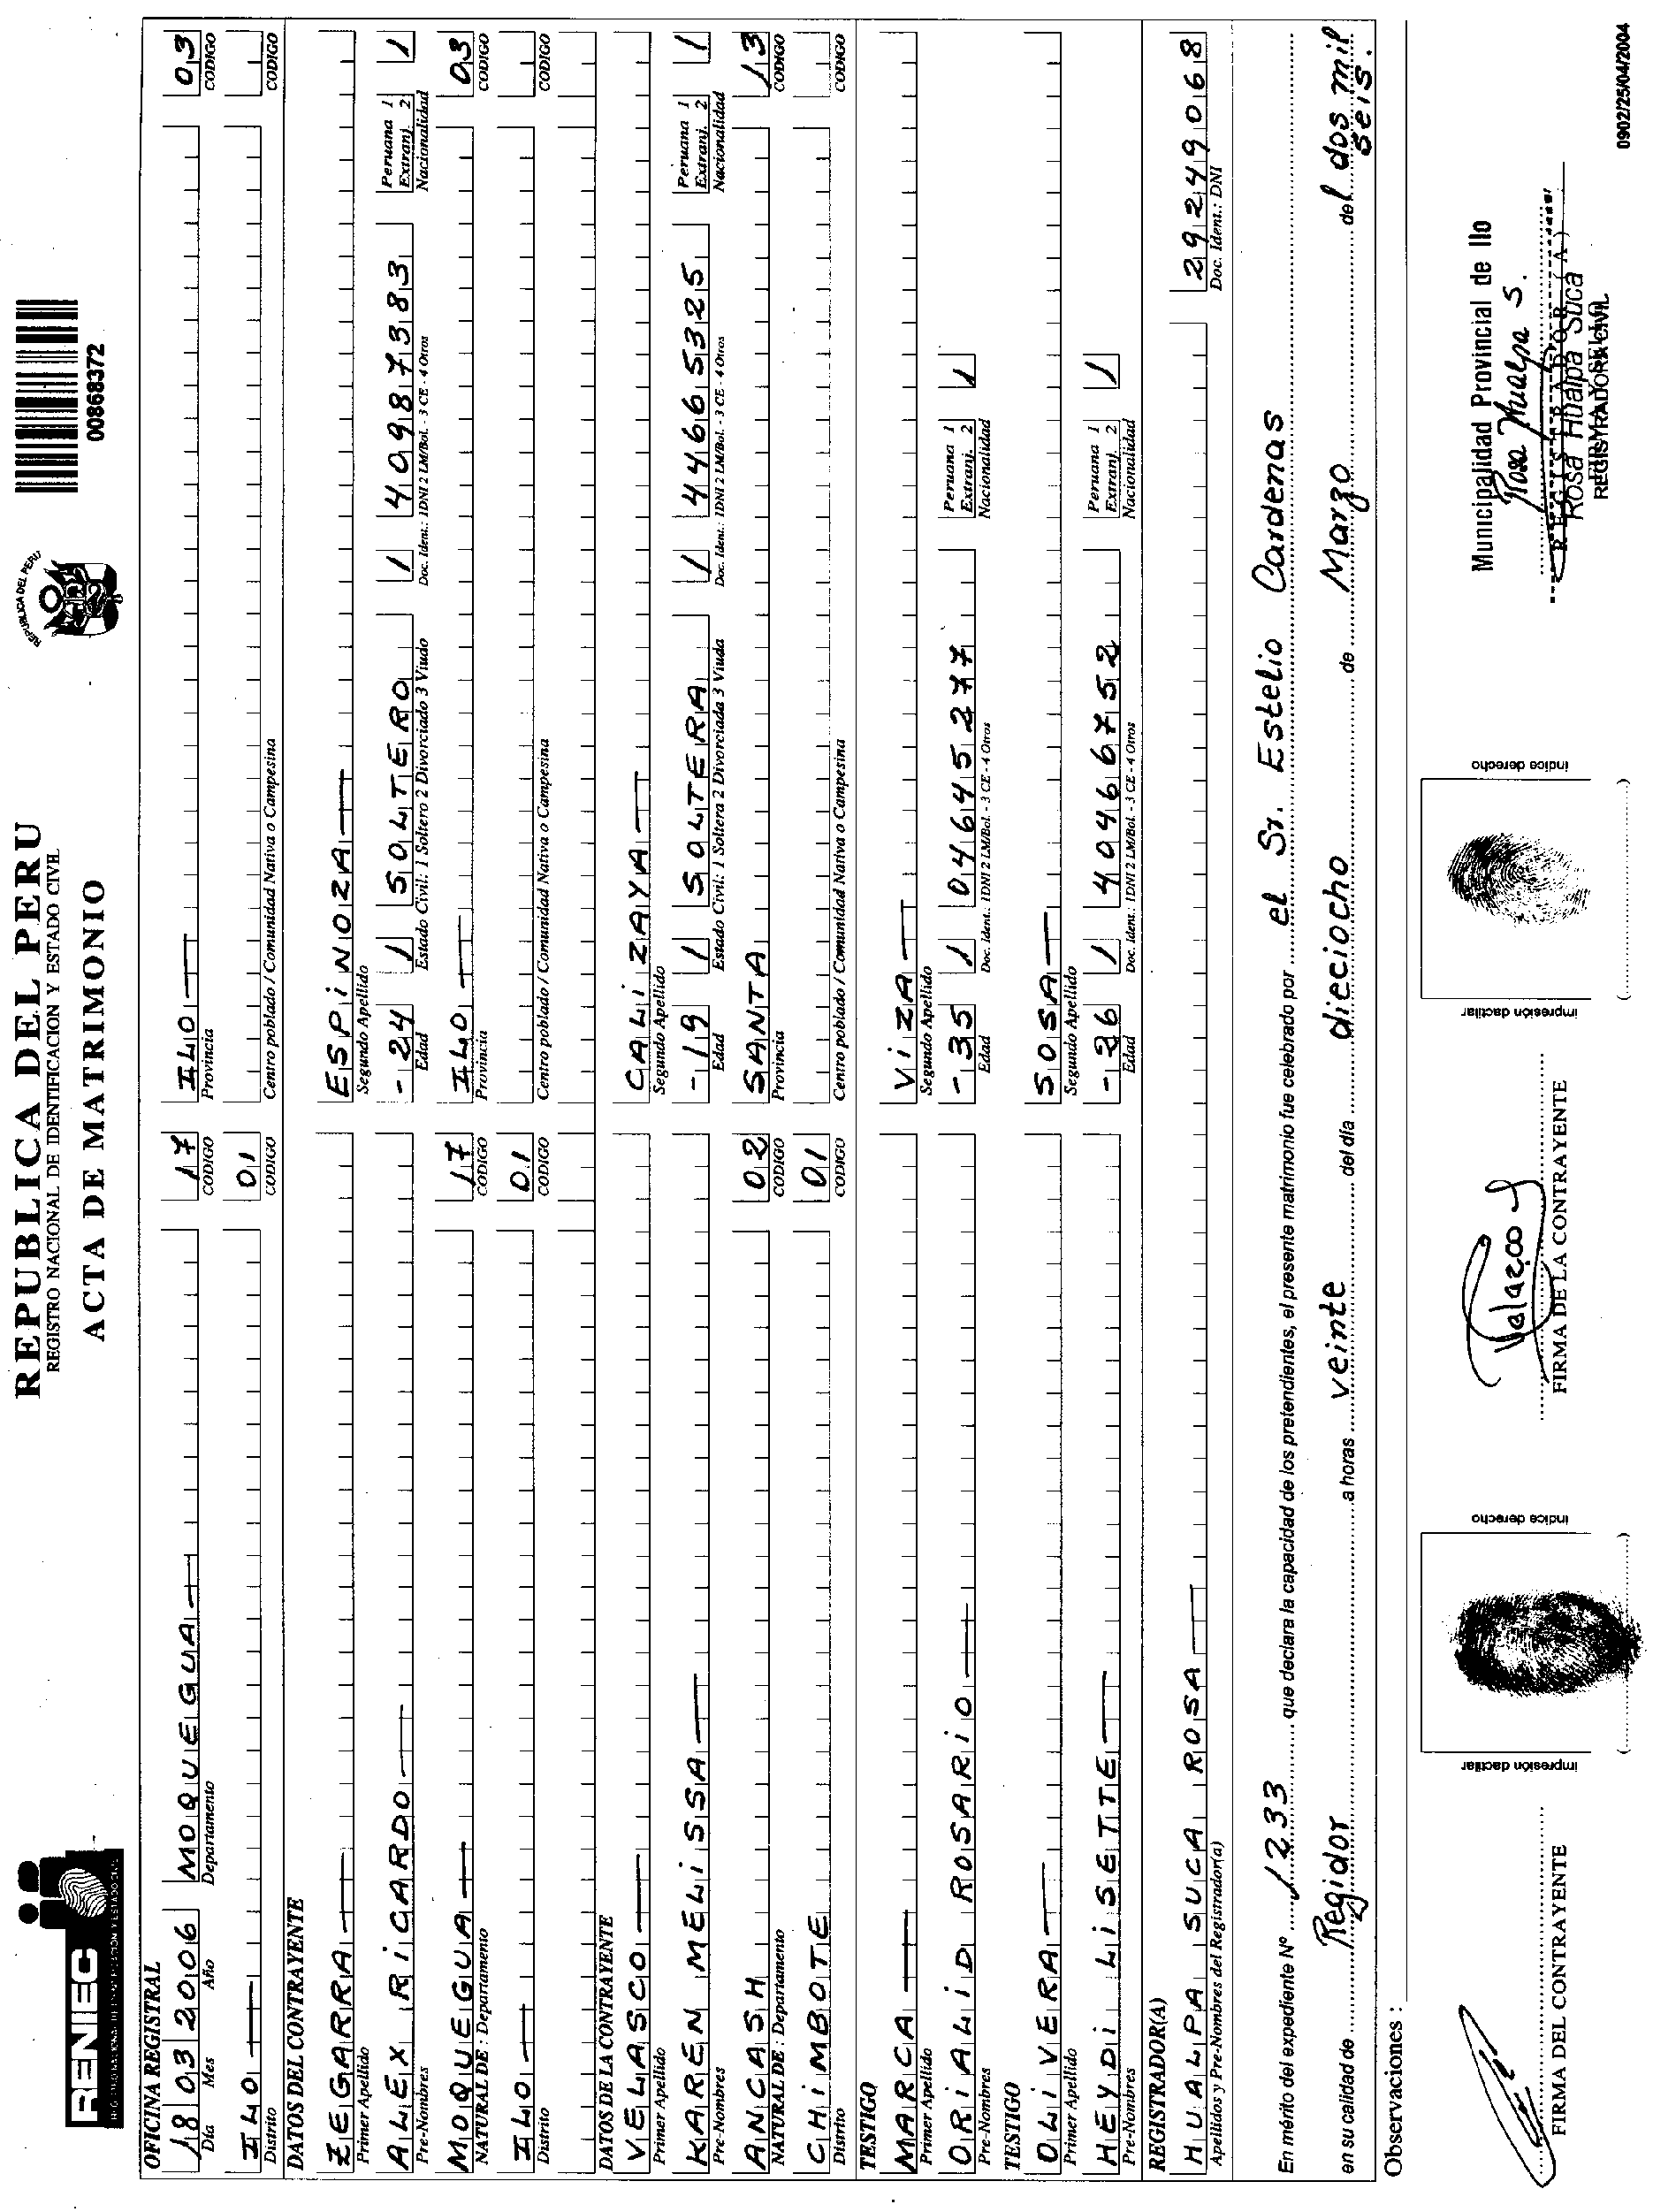 RENIEC
REGISTRO NACIONAL DE IDENTIFICACION Y ESTADO CIVIL
REPUBLICA DEL PERU
REGISTRO NACIONAL DE IDENTIFICACION Y ESTADO CIVIL
ACTA DE MATRIMONIO
REPUBLICA DEL PERU
00868372
OFICINA REGISTRAL
18 03 2006 MOQUEGUA 17 ILO 03
Día Mes Año Departamento CODIGO Provincia CODIGO
ILO 01
Distrito CODIGO Centro poblado / Comunidad Nativa o Campesina CODIGO
DATOS DEL CONTRAYENTE
ZEGARRA ESPINOZA
Primer Apellido Segundo Apellido
ALEX RICARDO - 24 1 SOLTERO 1 40987383 Peruana 1 Extranj. 2 1
Pre-Nombres Edad Estado Civil: 1 Soltero 2 Divorciado 3 Viudo Doc. Ident.: 1DNI 2 LM/Bol. - 3 CE - 4 Otros Nacionalidad
MOQUEGUA 17 ILO 03
NATURAL DE : Departamento CODIGO Provincia CODIGO
ILO 01
Distrito CODIGO Centro poblado / Comunidad Nativa o Campesina CODIGO
DATOS DE LA CONTRAYENTE
VELASCO CALIZAYA
Primer Apellido Segundo Apellido
KAREN MELISSA - 19 1 SOLTERA 1 44665325 Peruana 1 Extranj. 2 1
Pre-Nombres Edad Estado Civil: 1 Soltera 2 Divorciada 3 Viuda Doc. Ident.: 1DNI 2 LM/Bol. - 3 CE - 4 Otros Nacionalidad
ANCASH 02 SANTA 13
NATURAL DE : Departamento CODIGO Provincia CODIGO
CHIMBOTE 01
Distrito CODIGO Centro poblado / Comunidad Nativa o Campesina CODIGO
TESTIGO
MARCA VIZA
Primer Apellido Segundo Apellido
ORIALID ROSARIO - 35 1 04645277 Peruana 1 Extranj. 2 1
Pre-Nombres Edad Doc. Ident.: 1DNI 2 LM/Bol. - 3 CE - 4 Otros Nacionalidad
TESTIGO
OLIVERA SOSA
Primer Apellido Segundo Apellido
HEYDI LISETTE - 26 1 40466752 Peruana 1 Extranj. 2 1
Pre-Nombres Edad Doc. Ident.: 1DNI 2 LM/Bol. - 3 CE - 4 Otros Nacionalidad
REGISTRADOR(A)
HUALPA SUCA ROSA 29249068
Apellidos y Pre-Nombres del Registrador(a) Doc. Ident.: DNI
En mérito del expediente Nº 1233 que declara la capacidad de los pretendientes, el presente matrimonio fue celebrado por el Sr. Estelio Cardenas
en su calidad de Regidor a horas veinte del día dieciocho de Marzo del dos mil seis.
Observaciones :
FIRMA DEL CONTRAYENTE
impresión dactilar
índice derecho
Velazco
FIRMA DE LA CONTRAYENTE
impresión dactilar
índice derecho
Municipalidad Provincial de Ilo
Rosa Hualpa S.
REGISTRADOR(A)
Rosa Hualpa Suca
FIRMA Y SELLO
REGISTRADORA CIVIL
0902/25/04/2004